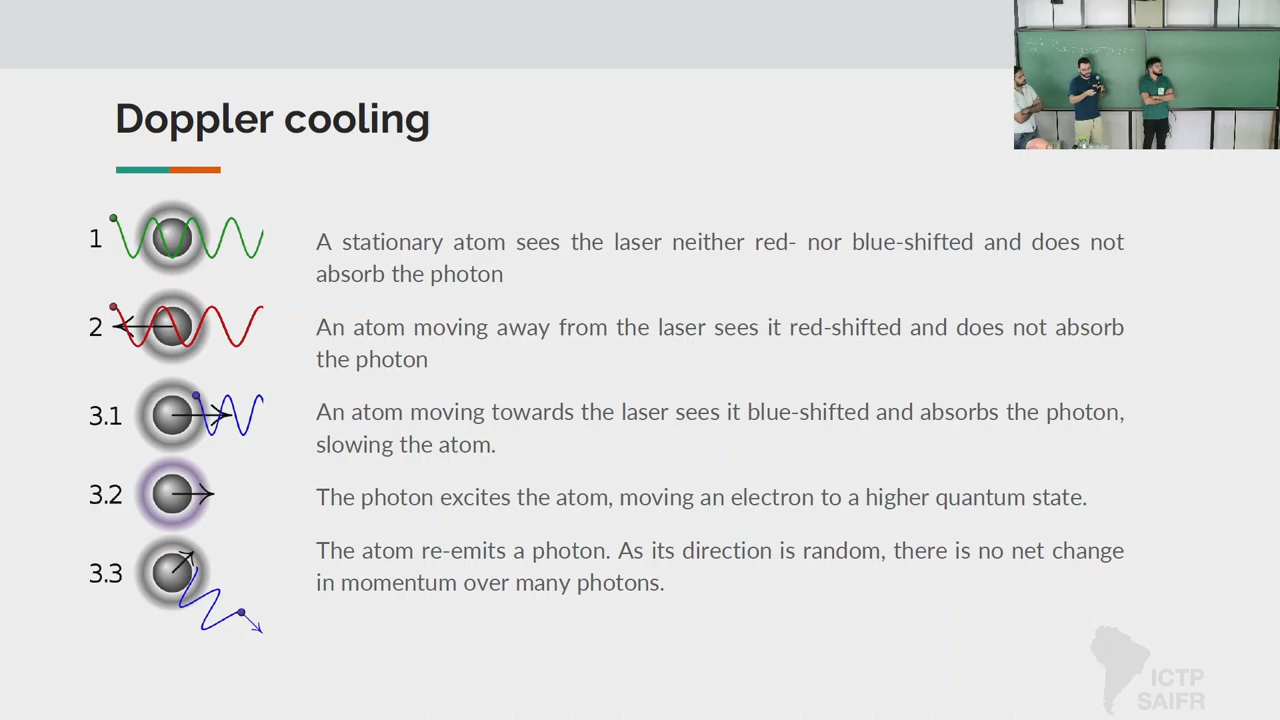 Doppler cooling
1
A stationary atom sees the laser neither red- nor blue-shifted and does not
absorb the photon
2
An atom moving away from the laser sees it red-shifted and does not absorb
the photon
3.1
An atom moving towards the laser sees it blue-shifted and absorbs the photon,
slowing the atom.
3.2
The photon excites the atom, moving an electron to a higher quantum state.
3.3
The atom re-emits a photon. As its direction is random, there is no net change
in momentum over many photons.
ICTP
SAIFR